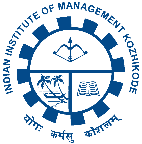 INDIAN INSTITUTE OF MANAGEMENT KOZHIKODE
योगः कर्मसु कौशलम्